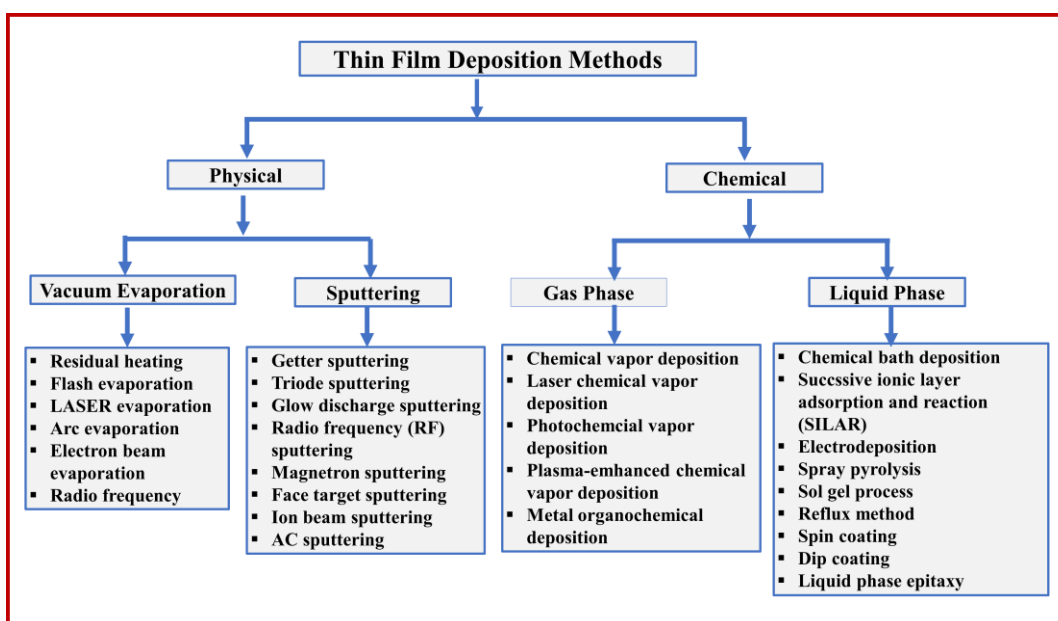 Thin Film Deposition Methods
Physical
Chemical
Vacuum Evaporation
Sputtering
Gas Phase
Liquid Phase
▪ Residual heating
▪ Flash evaporation
▪ LASER evaporation
▪ Arc evaporation
▪ Electron beam
evaporation
▪ Radio frequency
▪ Getter sputtering
▪ Triode sputtering
▪ Glow discharge sputtering
▪ Radio frequency (RF)
sputtering
▪ Magnetron sputtering
▪ Face target sputtering
▪ Ion beam sputtering
▪ AC sputtering
▪ Chemical vapor deposition
▪ Laser chemical vapor
deposition
▪ Photochemcial vapor
deposition
▪ Plasma-emhanced chemical
vapor deposition
▪ Metal organochemical
deposition
▪ Chemical bath deposition
▪ Succssive ionic layer
adsorption and reaction
(SILAR)
▪ Electrodeposition
▪ Spray pyrolysis
▪ Sol gel process
▪ Reflux method
▪ Spin coating
▪ Dip coating
▪ Liquid phase epitaxy